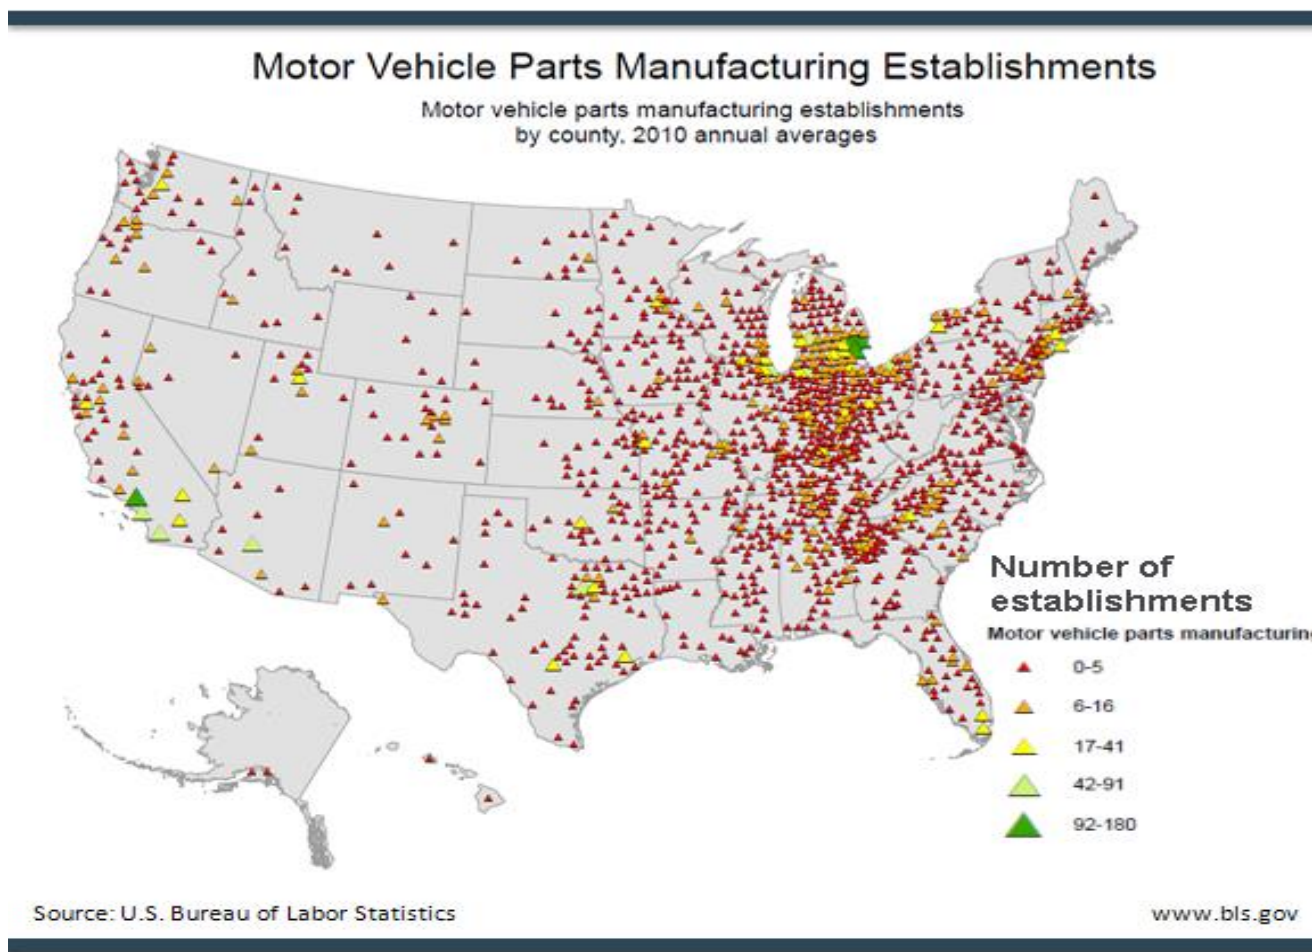 Motor Vehicle Parts Manufacturing Establishments
Motor vehicle parts manufacturing establishments
by county, 2010 annual averages
Number of
establishments
Motor vehicle parts manufacturing
0-5
6-16
17-41
42-91
92-180
Source: U.S. Bureau of Labor Statistics
www.bls.gov